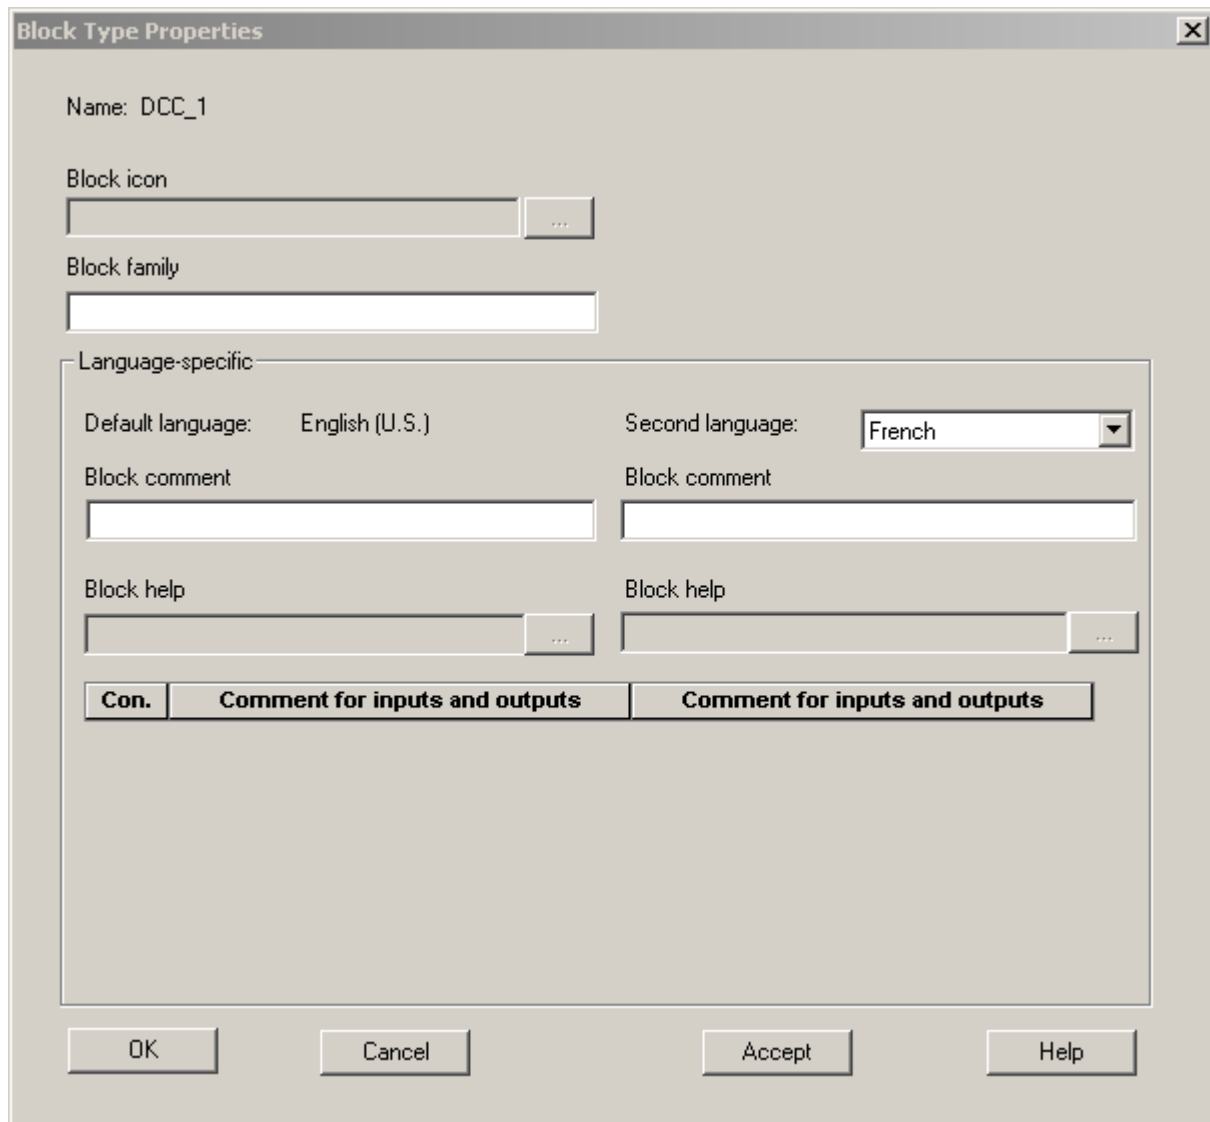 Block Type Properties
Name: DCC_1
Block icon
...
Block family
Language-specific
Default language: English (U.S.) Second language: French
Block comment Block comment
Block help Block help
... ...
Con. Comment for inputs and outputs Comment for inputs and outputs
OK Cancel Accept Help